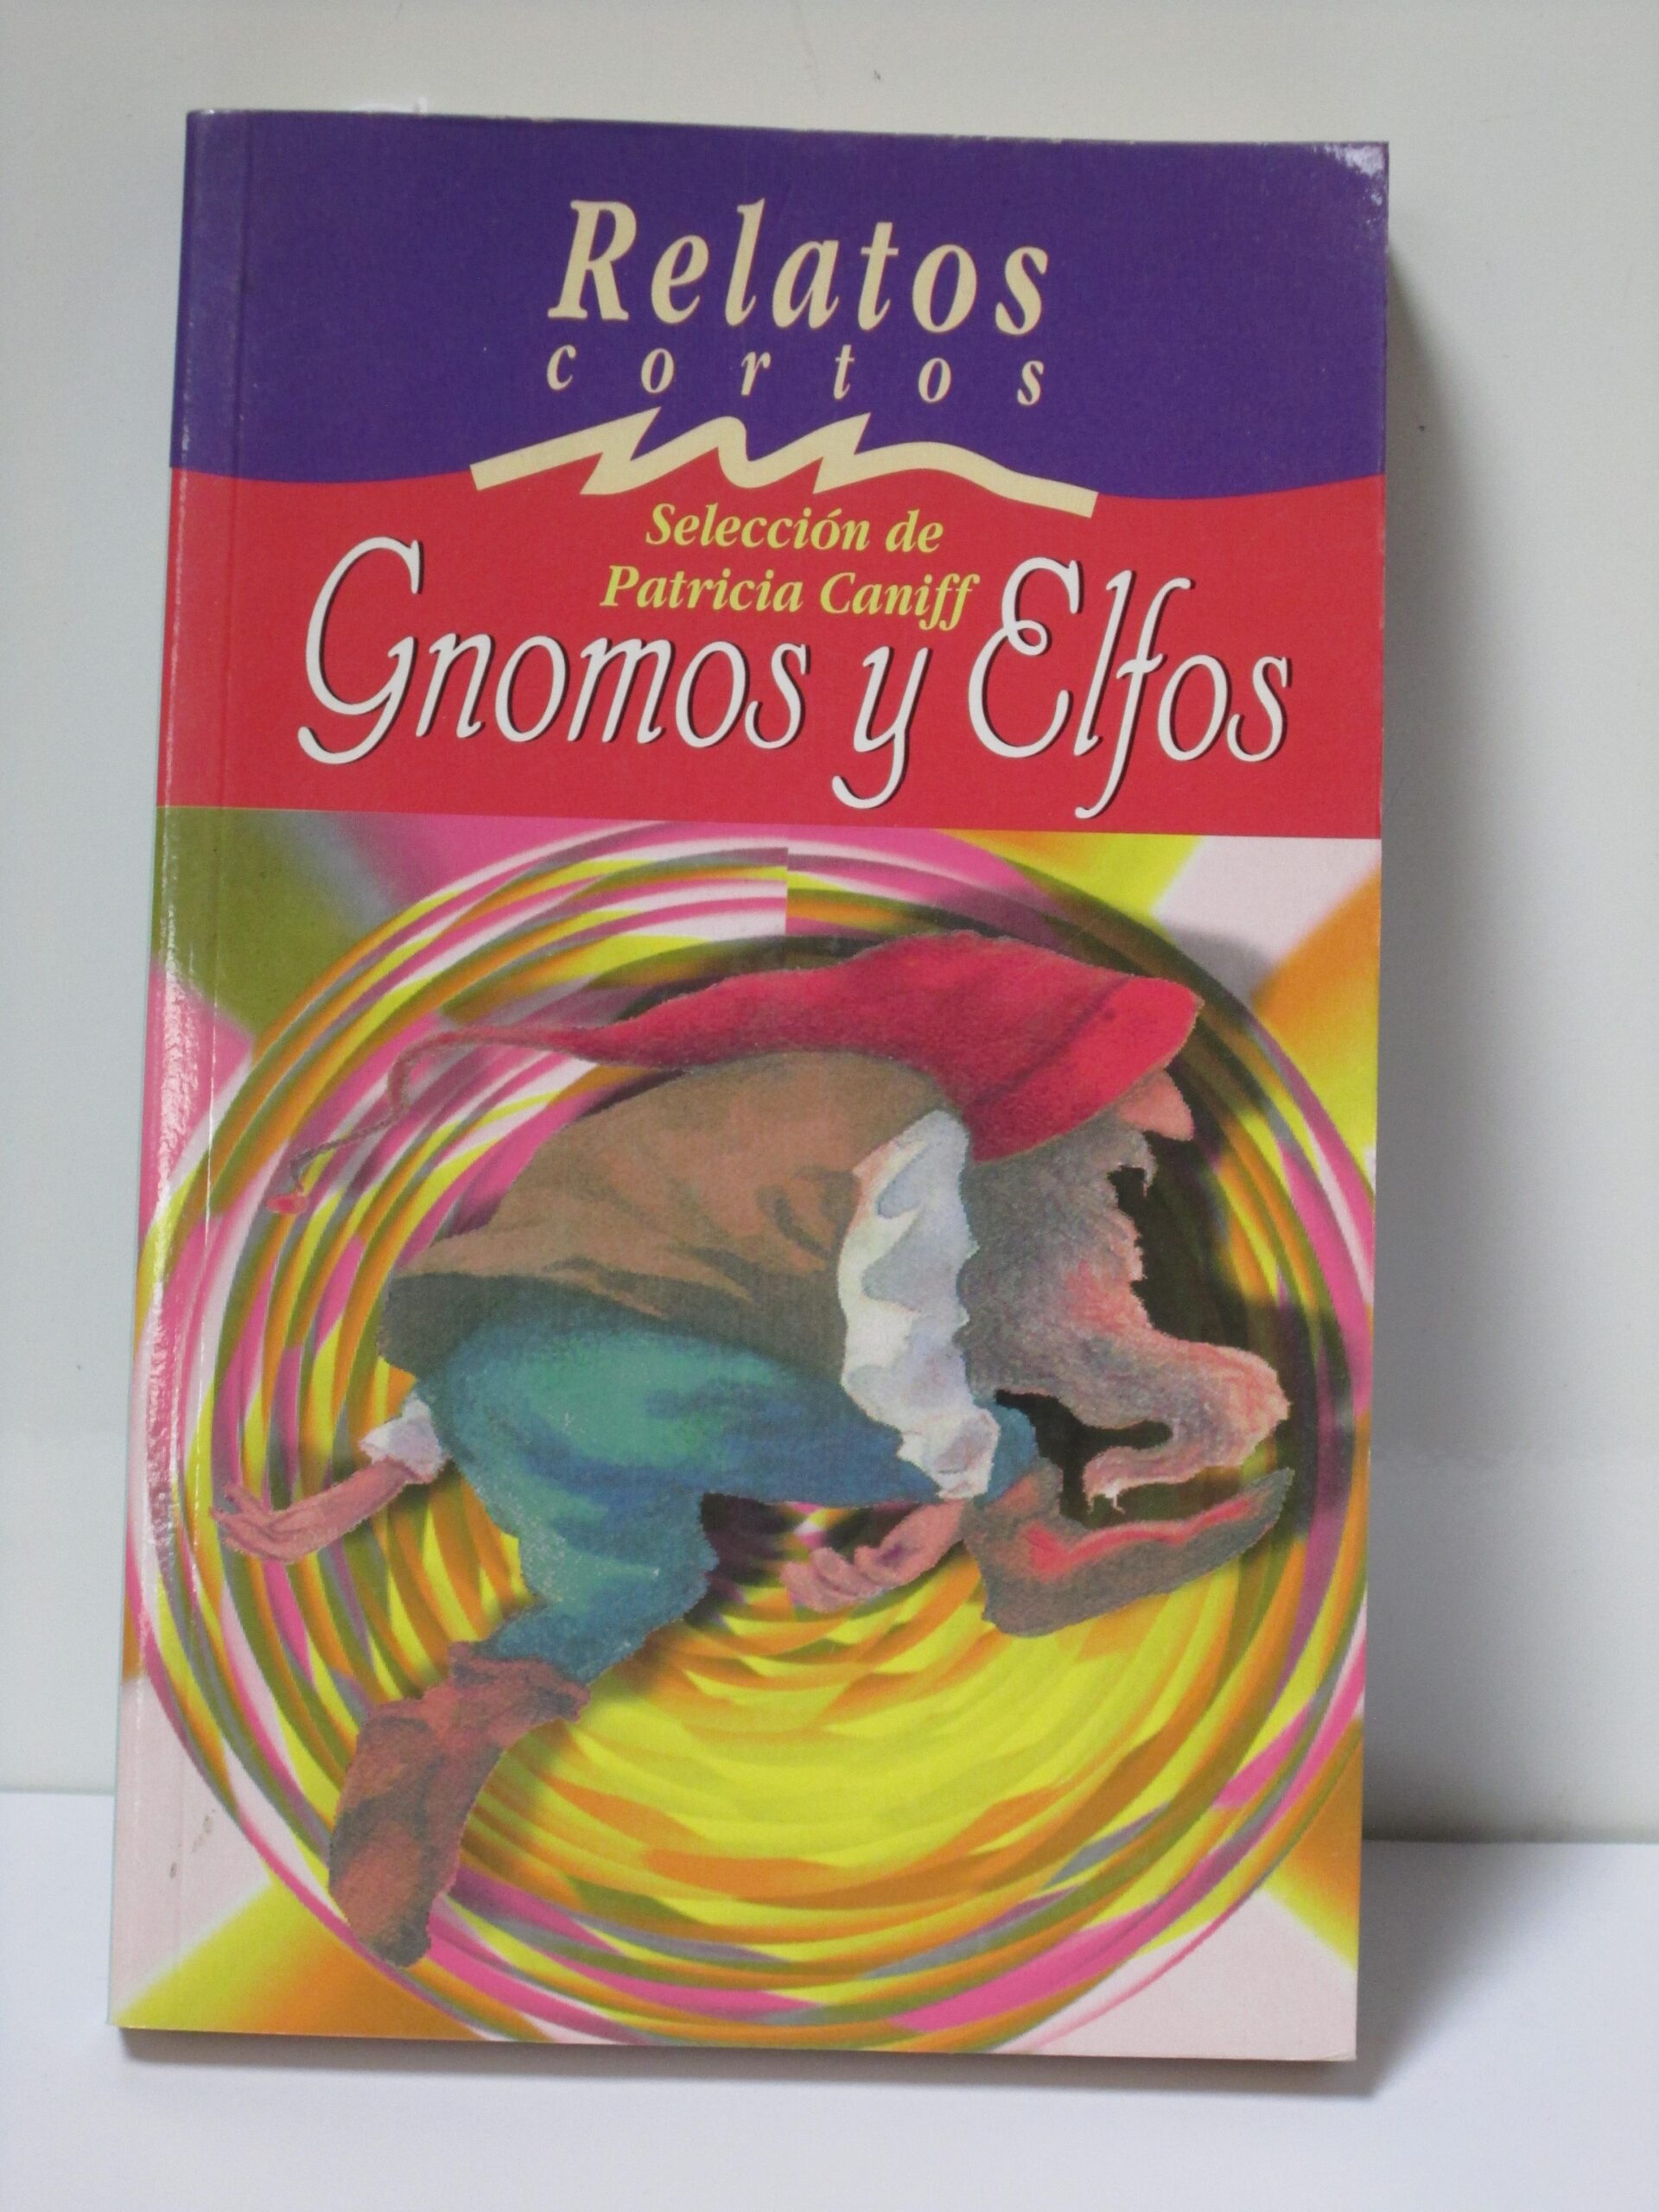 Relatos
cortos
Selección de
Patricia Caniff
Gnomos y Elfos